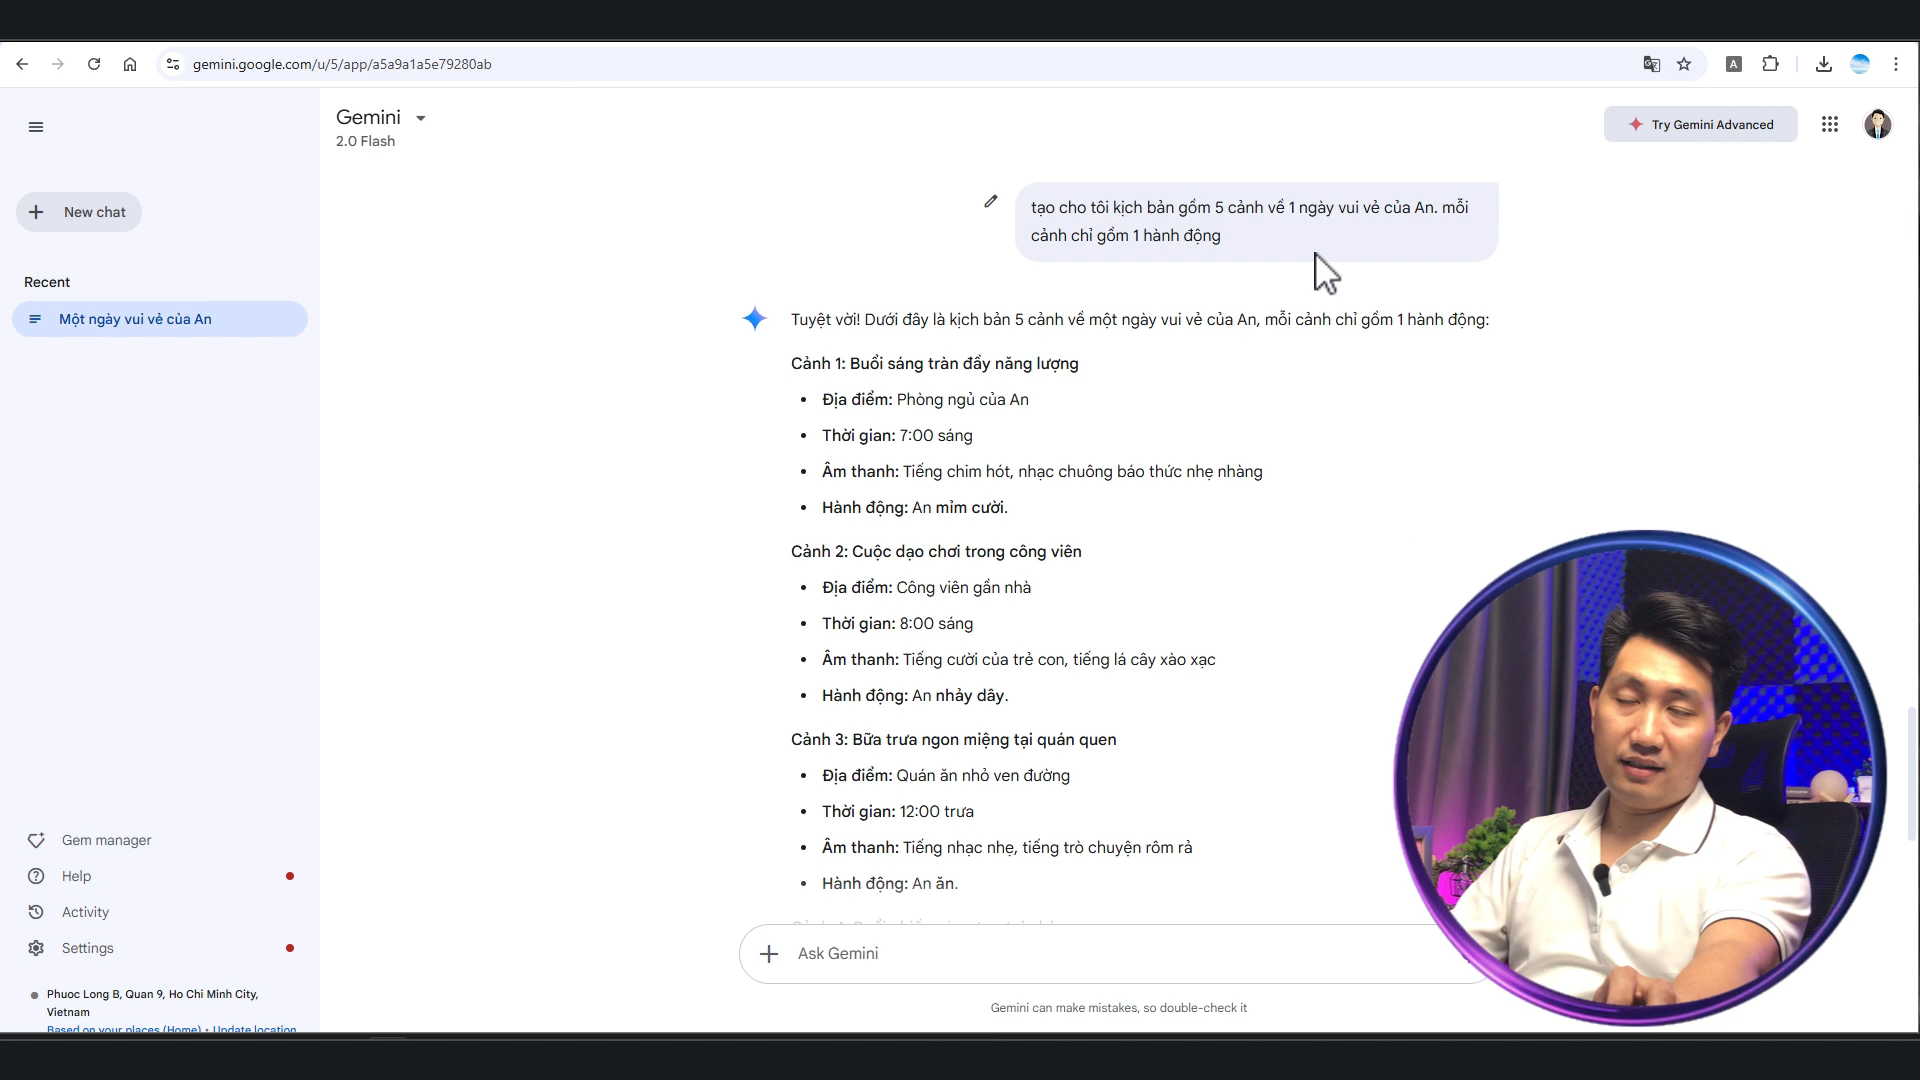 gemini.google.com/u/5/app/a5a9a1a5e79280ab
A
Gemini
2.0 Flash
Try Gemini Advanced
New chat
Recent
Một ngày vui vẻ của An
tạo cho tôi kịch bản gồm 5 cảnh về 1 ngày vui vẻ của An. mỗi
cảnh chỉ gồm 1 hành động
Tuyệt vời! Dưới đây là kịch bản 5 cảnh về một ngày vui vẻ của An, mỗi cảnh chỉ gồm 1 hành động:
Cảnh 1: Buổi sáng tràn đầy năng lượng
• Địa điểm: Phòng ngủ của An
• Thời gian: 7:00 sáng
• Âm thanh: Tiếng chim hót, nhạc chuông báo thức nhẹ nhàng
• Hành động: An mỉm cười.
Cảnh 2: Cuộc dạo chơi trong công viên
• Địa điểm: Công viên gần nhà
• Thời gian: 8:00 sáng
• Âm thanh: Tiếng cười của trẻ con, tiếng lá cây xào xạc
• Hành động: An nhảy dây.
Cảnh 3: Bữa trưa ngon miệng tại quán quen
• Địa điểm: Quán ăn nhỏ ven đường
• Thời gian: 12:00 trưa
• Âm thanh: Tiếng nhạc nhẹ, tiếng trò chuyện rôm rả
• Hành động: An ăn.
Gem manager
Help
Activity
Settings
Phuoc Long B, Quan 9, Ho Chi Minh City,
Vietnam
Based on your places (Home) • Update location
Ask Gemini
Gemini can make mistakes, so double-check it